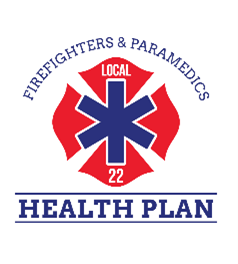 FIREFIGHTERS & PARAMEDICS
LOCAL
22
HEALTH PLAN